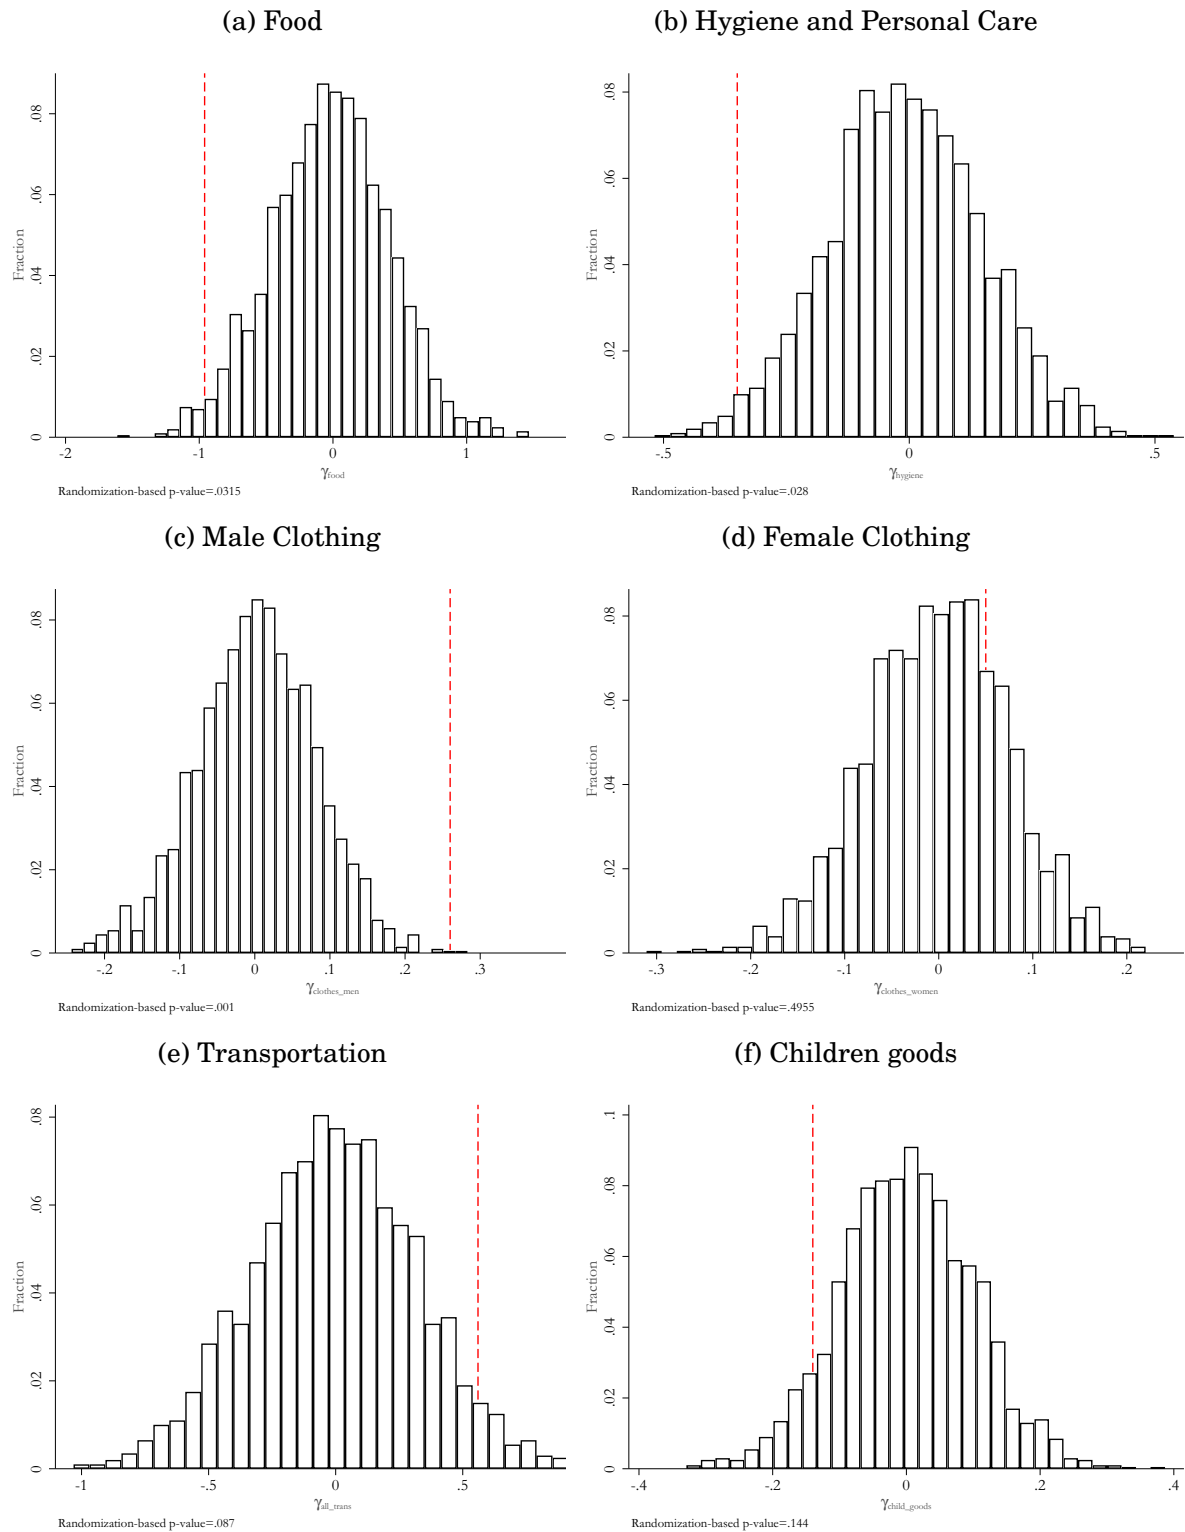 (a) Food
(b) Hygiene and Personal Care
Fraction
0 .02 .04 .06 .08
-2 -1 0 1
γfood
Randomization-based p-value=.0315
Fraction
0 .02 .04 .06 .08
-.5 0 .5
γhygiene
Randomization-based p-value=.028
(c) Male Clothing
(d) Female Clothing
Fraction
0 .02 .04 .06 .08
-.2 -.1 0 .1 .2 .3
γclothes_men
Randomization-based p-value=.001
Fraction
0 .02 .04 .06 .08
-.3 -.2 -.1 0 .1 .2
γclothes_women
Randomization-based p-value=.4955
(e) Transportation
(f) Children goods
Fraction
0 .02 .04 .06 .08
-1 -.5 0 .5
γall_trans
Randomization-based p-value=.087
Fraction
0 .02 .04 .06 .08 .1
-.4 -.2 0 .2 .4
γchild_goods
Randomization-based p-value=.144